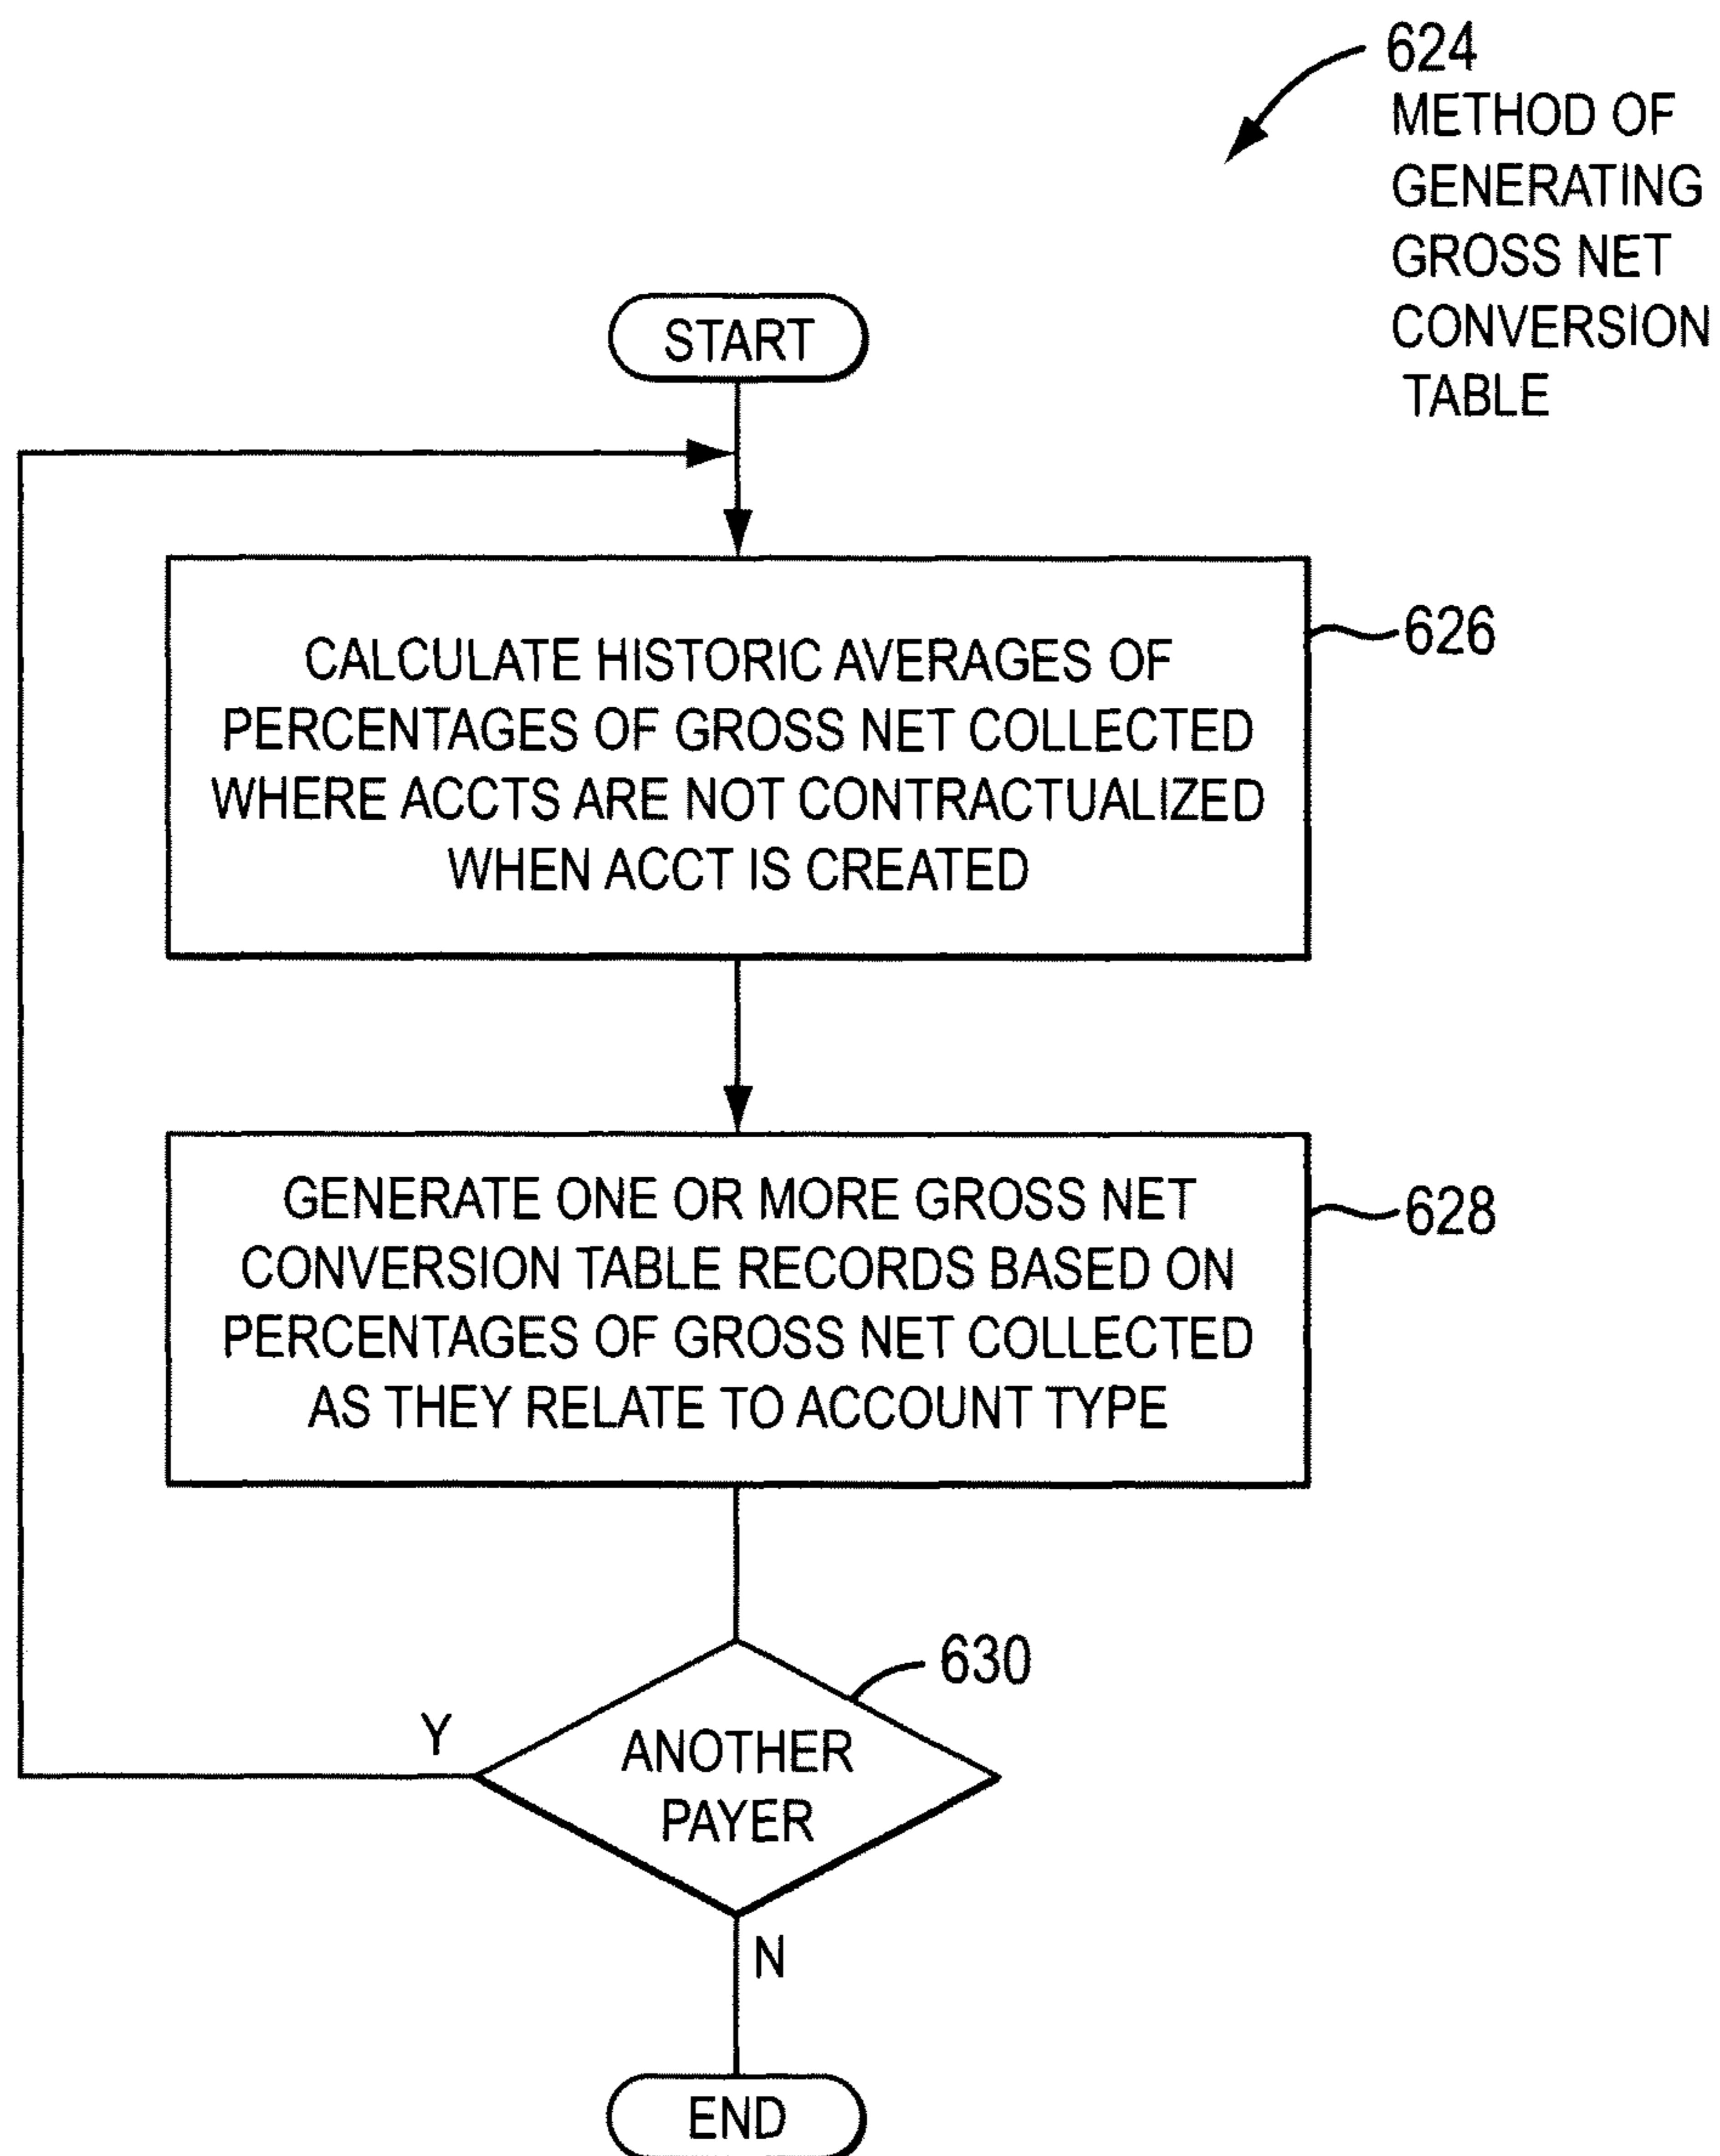 624
METHOD OF
GENERATING
GROSS NET
CONVERSION
TABLE
START
CALCULATE HISTORIC AVERAGES OF
PERCENTAGES OF GROSS NET COLLECTED
WHERE ACCTS ARE NOT CONTRACTUALIZED
WHEN ACCT IS CREATED
626
GENERATE ONE OR MORE GROSS NET
CONVERSION TABLE RECORDS BASED ON
PERCENTAGES OF GROSS NET COLLECTED
AS THEY RELATE TO ACCOUNT TYPE
628
630
Y
ANOTHER
PAYER
N
END